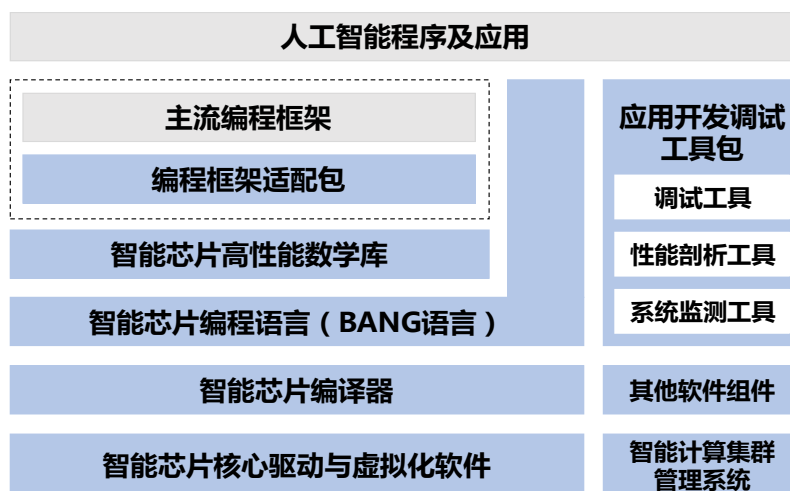 人工智能程序及应用
主流编程框架
编程框架适配包
智能芯片高性能数学库
智能芯片编程语言（BANG语言）
智能芯片编译器
智能芯片核心驱动与虚拟化软件
应用开发调试
工具包
调试工具
性能剖析工具
系统监测工具
其他软件组件
智能计算集群
管理系统